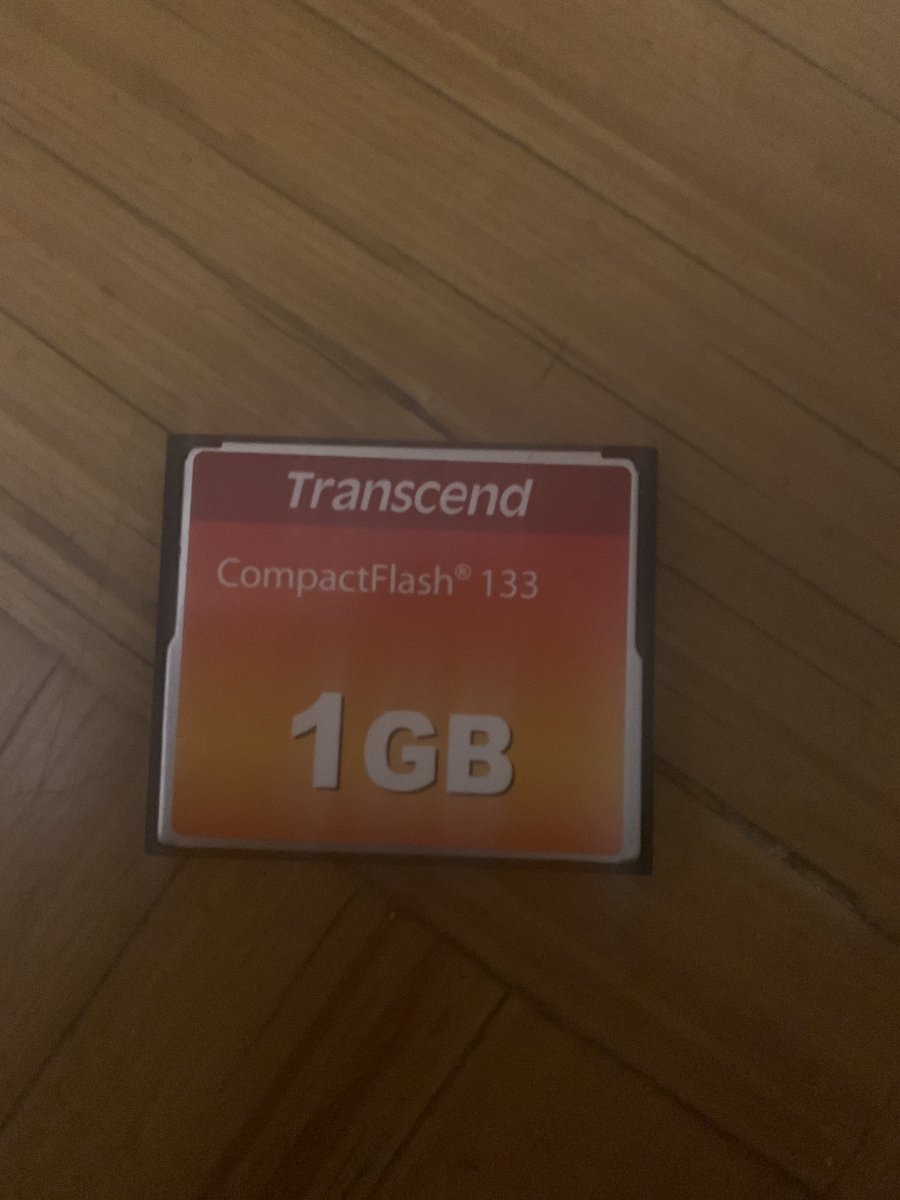 Transcend
CompactFlash® 133
1GB